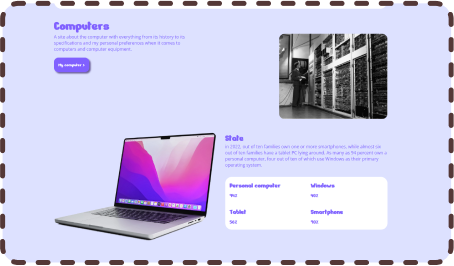 Computers
A site about the computer with everything from its history to its
specifications and my personal preferences when it comes to
computers and computer equipment.
My computer >
Stats
In 2022, out of ten families own one or more smartphones, while almost six
out of ten families have a tablet PC lying around. As many as 94 percent own a
personal computer, four out of ten of which use Windows as their primary
operating system.
Personal computer
Windows
Tablet
Smartphone